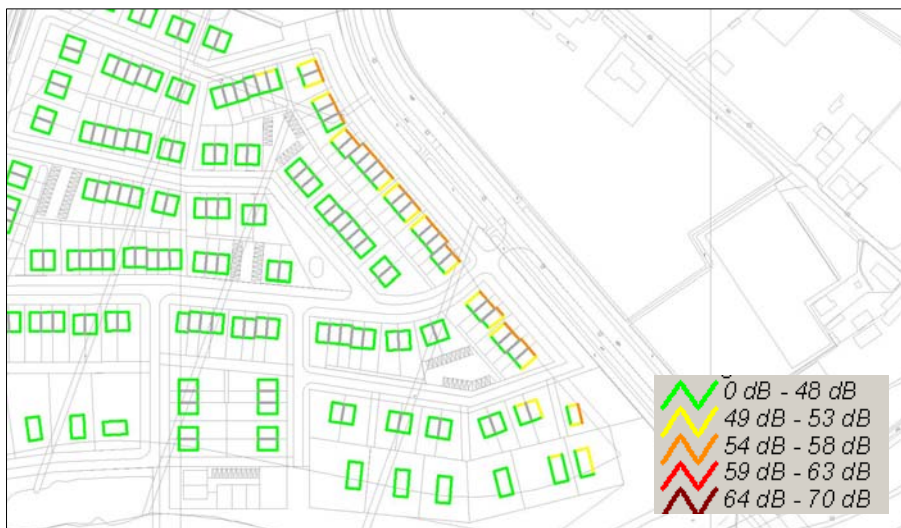 0 dB - 48 dB
49 dB - 53 dB
54 dB - 58 dB
59 dB - 63 dB
64 dB - 70 dB